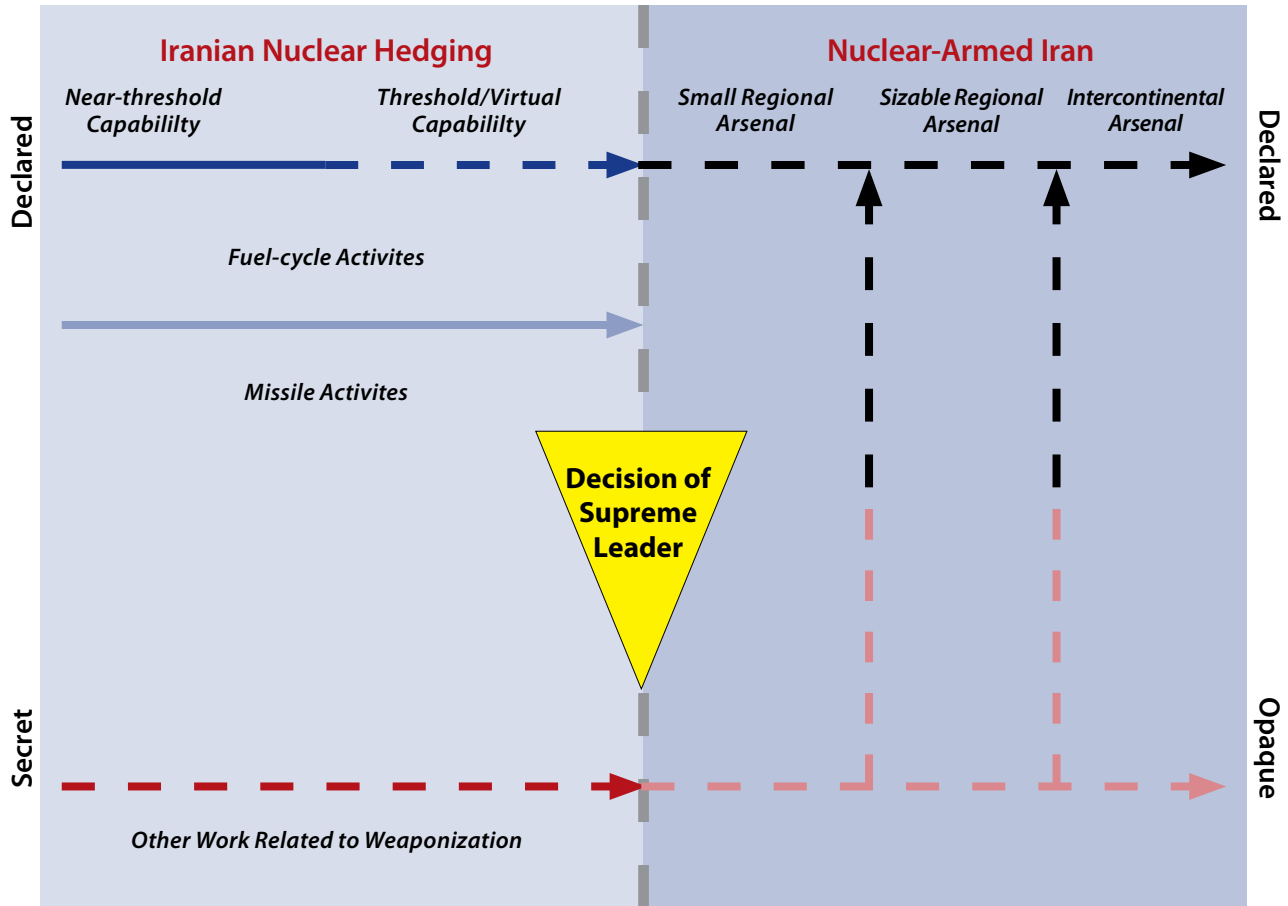 Iranian Nuclear Hedging
Nuclear-Armed Iran
Near-threshold
Capabililty
Threshold/Virtual
Capabililty
Small Regional
Arsenal
Sizable Regional
Arsenal
Intercontinental
Arsenal
Declared
Declared
Fuel-cycle Activites
Missile Activites
Decision of
Supreme
Leader
Secret
Opaque
Other Work Related to Weaponization